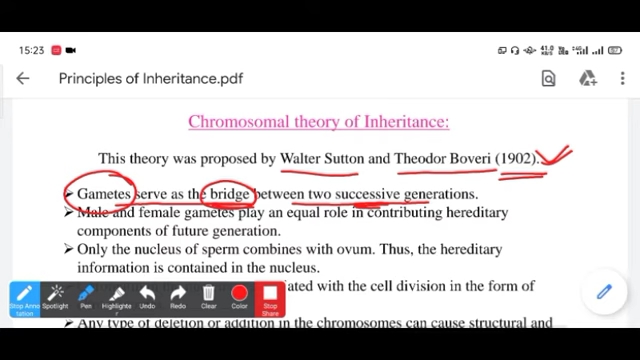 15:23
Principles of Inheritance.pdf
Chromosomal theory of Inheritance:
This theory was proposed by Walter Sutton and Theodor Boveri (1902).
➤ Gametes serve as the bridge between two successive generations.
➤ Male and female gametes play an equal role in contributing hereditary
components of future generation.
➤ Only the nucleus of sperm combines with ovum. Thus, the hereditary
information is contained in the nucleus.
ated with the cell division in the form of
Stop Anno
tation
Spotlight
Pen
Highlighte
r
Undo
Redo
Clear
Color
Stop
Share
➤ Any type of deletion or addition in the chromosomes can cause structural and